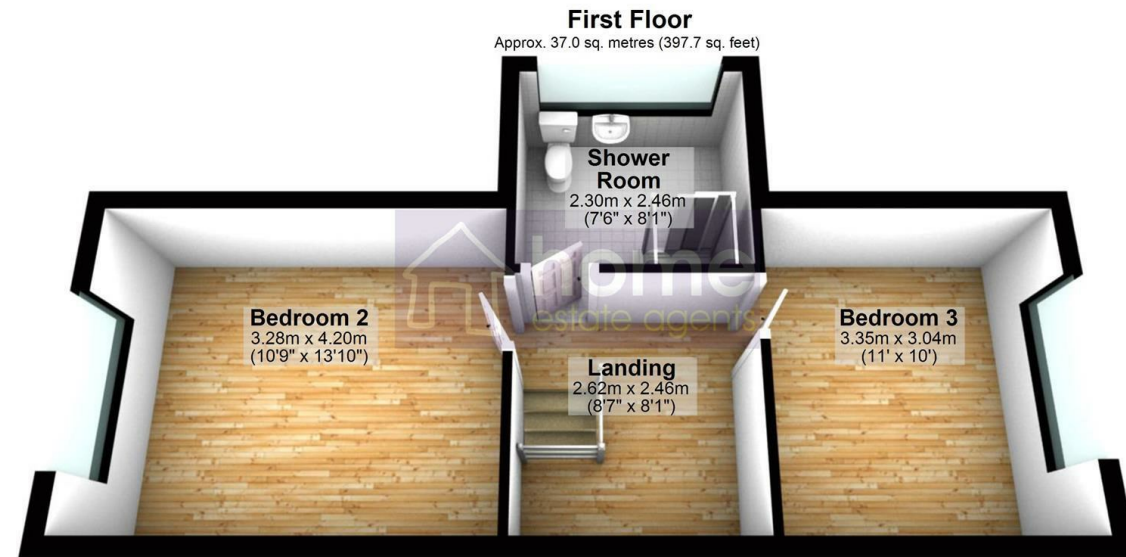 First Floor
Approx. 37.0 sq. metres (397.7 sq. feet)
Shower
Room
2.30m x 2.46m
(7'6" x 8'1")
home
estate agents
Bedroom 2
3.28m x 4.20m
(10'9" x 13'10")
Bedroom 3
3.35m x 3.04m
(11' x 10')
Landing
2.62m x 2.46m
(8'7" x 8'1")